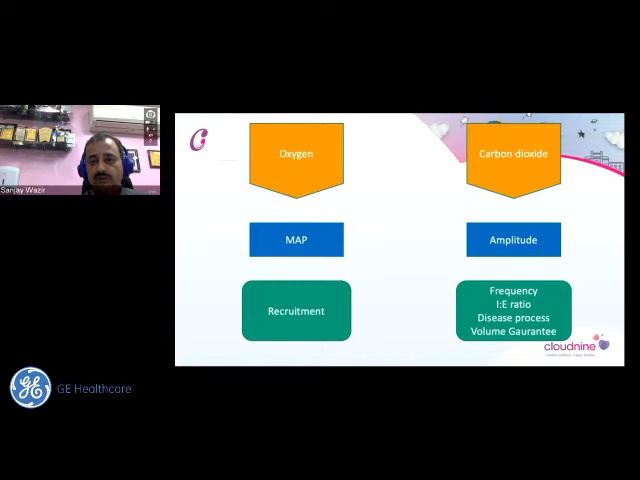 Sanjay Wazir
Oxygen
Carbon dioxide
MAP
Amplitude
Recruitment
Frequency
I:E ratio
Disease process
Volume Gaurantee
cloudnine
GE Healthcare